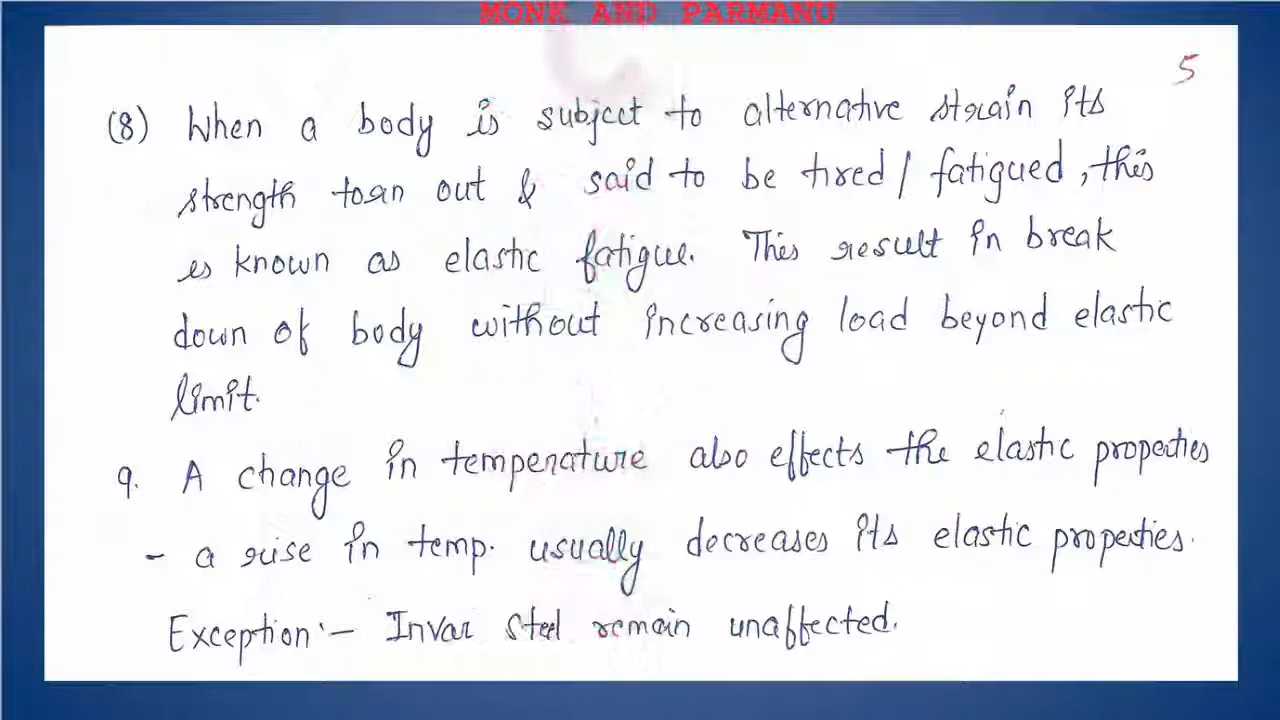 MONK AND PARMANU
5
(8) When a body is subject to alternative strain its
strength torn out & said to be tired / fatigued, this
is known as elastic fatigue. This result in break
down of body without increasing load beyond elastic
limit.
9. A change in temperature also effects the elastic properties
- a rise in temp. usually decreases its elastic properties.
Exception:- Invar steel remain unaffected.